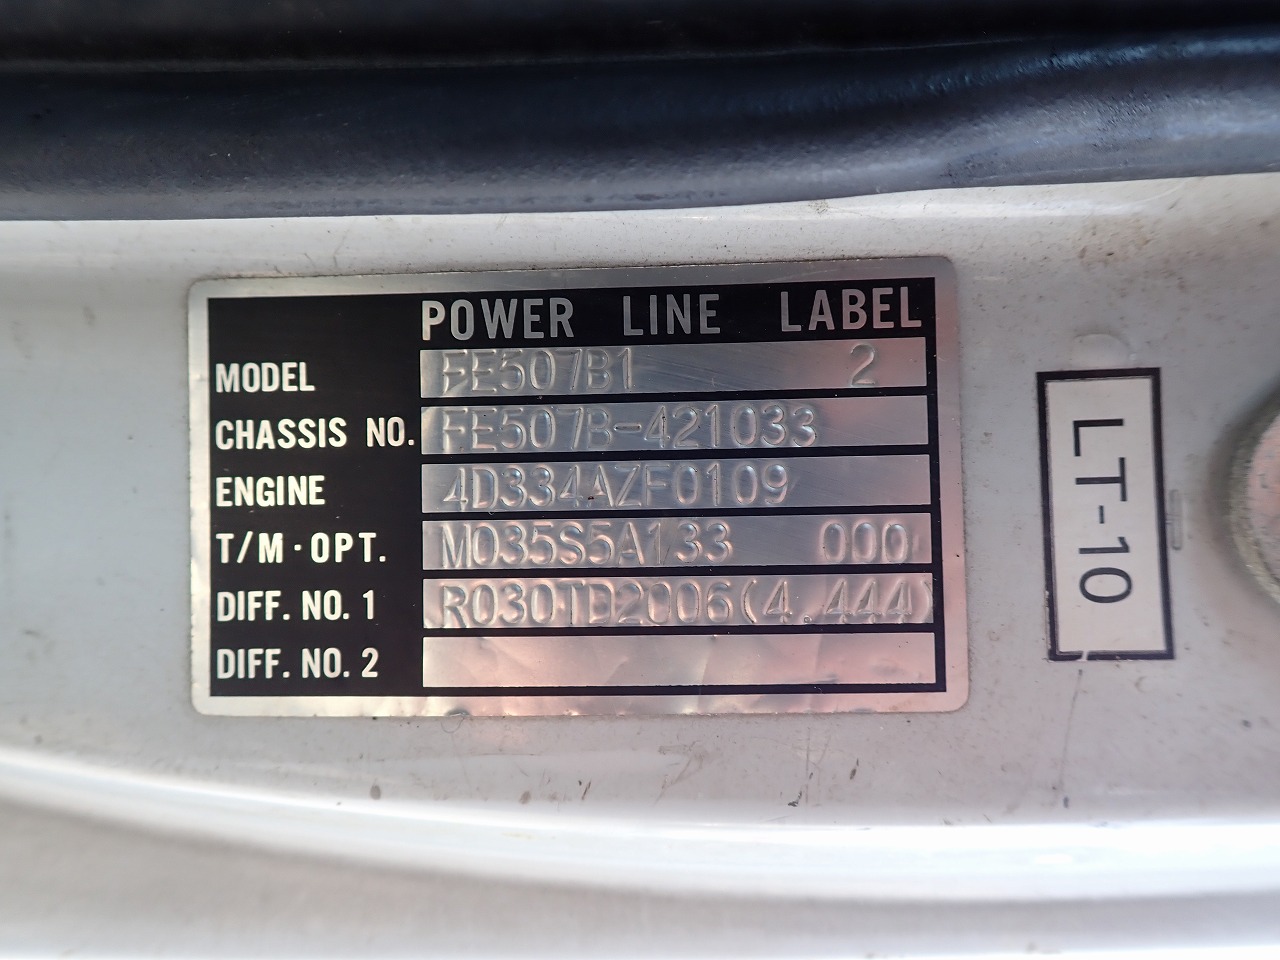 POWER LINE LABEL
MODEL FE507B1 2
CHASSIS NO. FE507B-421033
ENGINE 4D334AZF0109
T/M·OPT. M035S5A133 000
DIFF. NO. 1 R030TD2006(4.444)
DIFF. NO. 2
LT-10